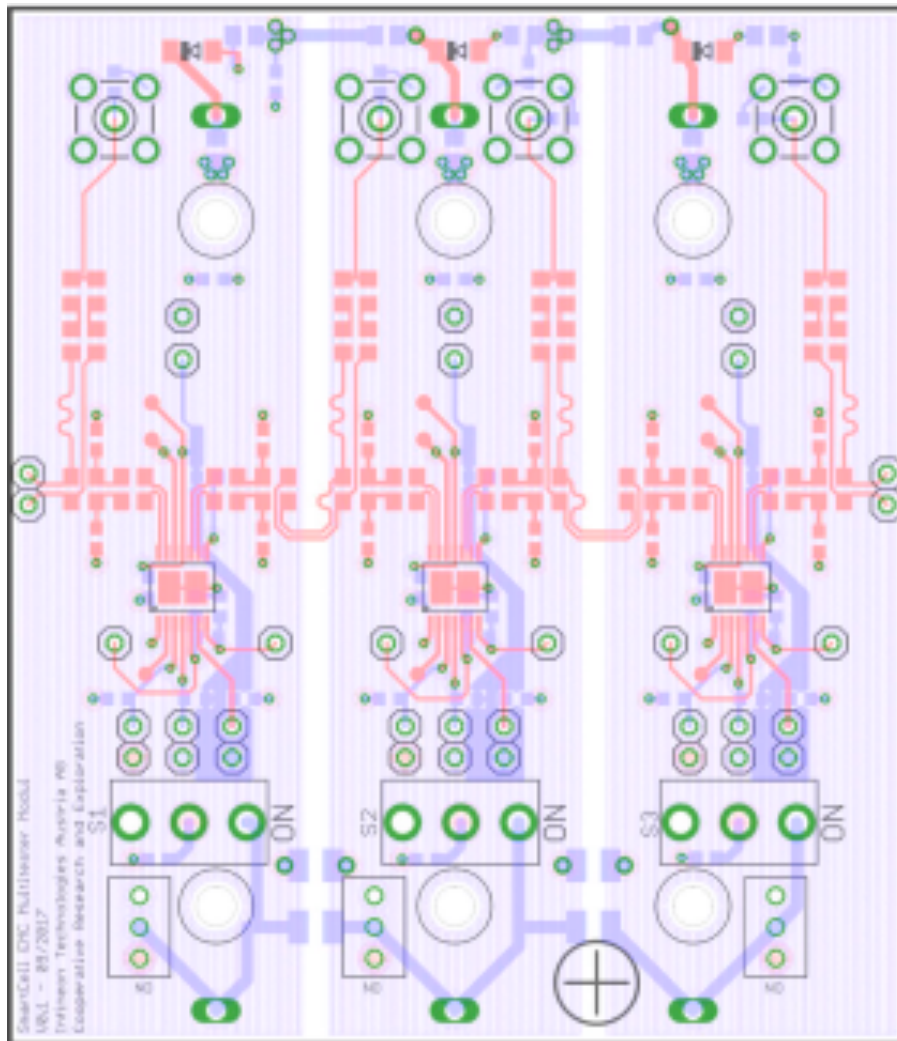 SmartCell EMC Multimaster Modul
V0.1 - 09/2017
Infineon Technologies Austria AG
Cooperative Research and Exploration
S1
ON
S2
ON
S3
ON